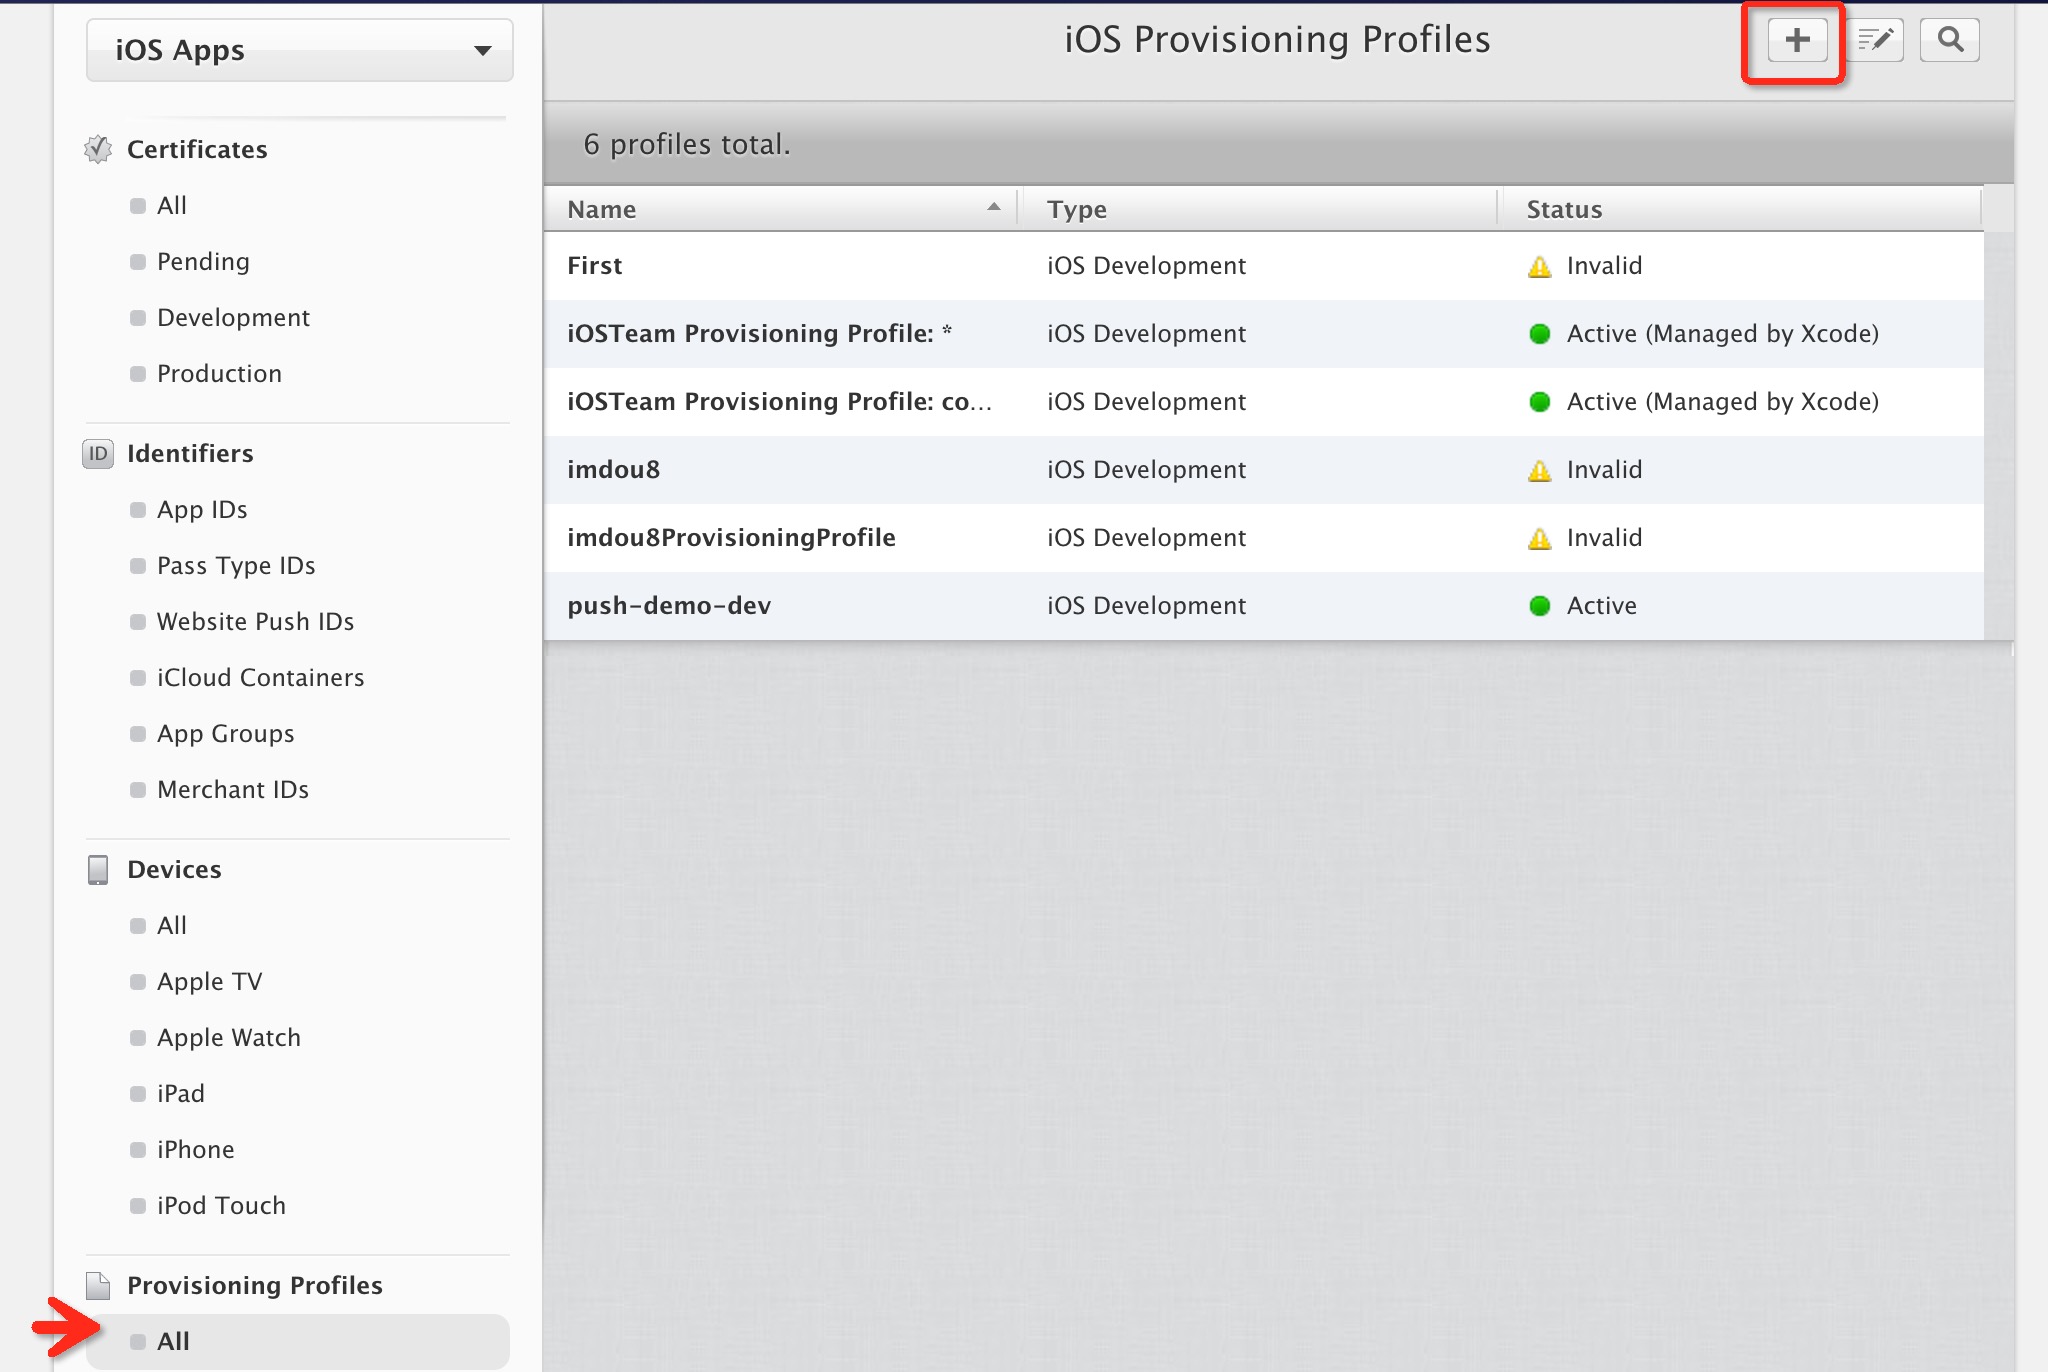 iOS Apps
Certificates
All
Pending
Development
Production
ID Identifiers
App IDs
Pass Type IDs
Website Push IDs
iCloud Containers
App Groups
Merchant IDs
Devices
All
Apple TV
Apple Watch
iPad
iPhone
iPod Touch
Provisioning Profiles
All
iOS Provisioning Profiles
6 profiles total.
Name Type Status
First iOS Development Invalid
iOSTeam Provisioning Profile: * iOS Development Active (Managed by Xcode)
iOSTeam Provisioning Profile: co... iOS Development Active (Managed by Xcode)
imdou8 iOS Development Invalid
imdou8ProvisioningProfile iOS Development Invalid
push-demo-dev iOS Development Active